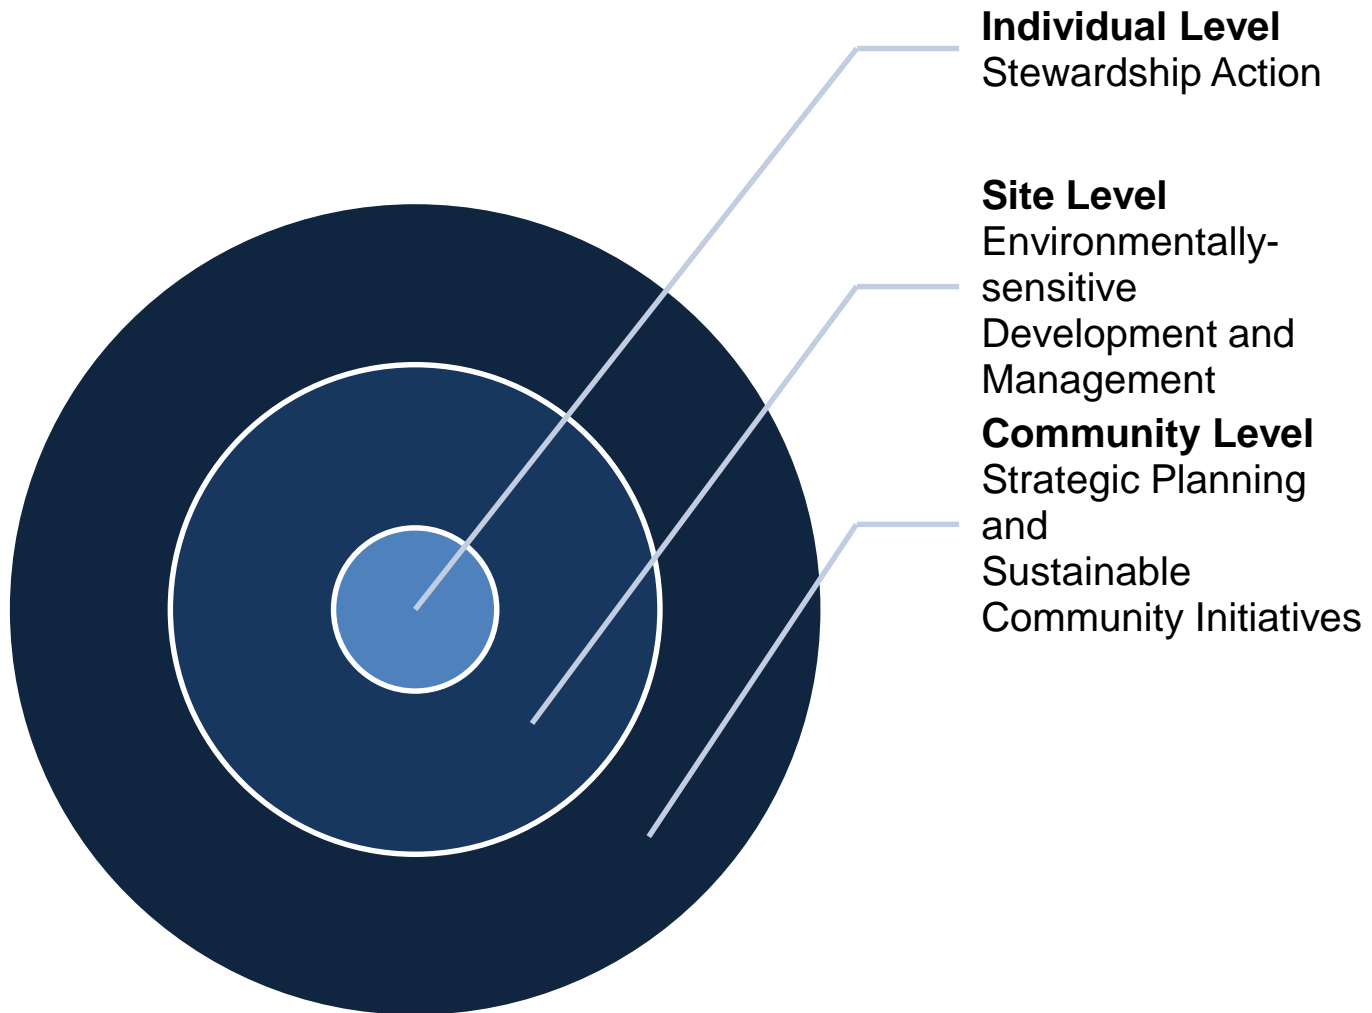 Individual Level
Stewardship Action
Site Level
Environmentally-
sensitive
Development and
Management
Community Level
Strategic Planning
and
Sustainable
Community Initiatives